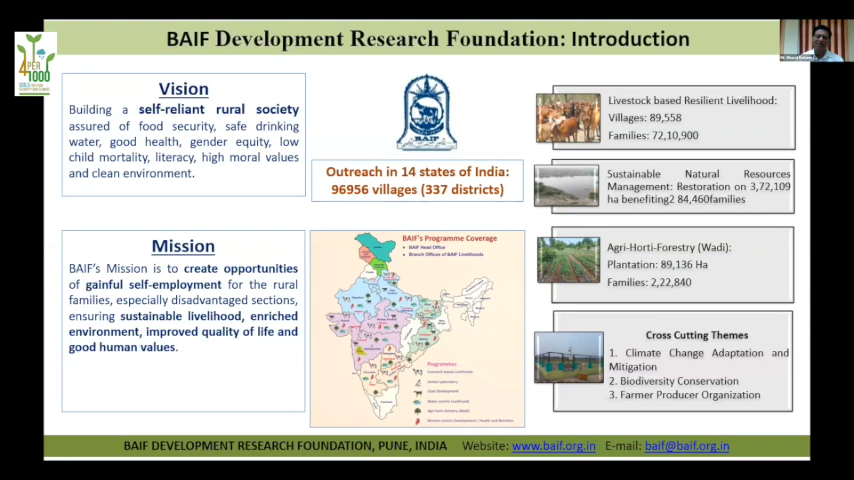 BAIF Development Research Foundation: Introduction
4 PER
1000
Vision
Building a self-reliant rural society
assured of food security, safe drinking
water, good health, gender equity, low
child mortality, literacy, high moral values
and clean environment.
BAIF
Outreach in 14 states of India:
96956 villages (337 districts)
Livestock based Resilient Livelihood:
Villages: 89,558
Families: 72,10,900
Sustainable Natural Resources
Management: Restoration on 3,72,109
ha benefiting2 84,460families
Mission
BAIF's Mission is to create opportunities
of gainful self-employment for the rural
families, especially disadvantaged sections,
ensuring sustainable livelihood, enriched
environment, improved quality of life and
good human values.
BAIF's Programme Coverage
BAIF Head Office
Branch Offices of BAIF Livelihoods
Programmes
Goat Development
Agri-Horti-Forestry (Wadi):
Plantation: 89,136 Ha
Families: 2,22,840
Cross Cutting Themes
1. Climate Change Adaptation and
Mitigation
2. Biodiversity Conservation
3. Farmer Producer Organization
BAIF DEVELOPMENT RESEARCH FOUNDATION, PUNE, INDIA Website: www.baif.org.in E-mail: baif@baif.org.in